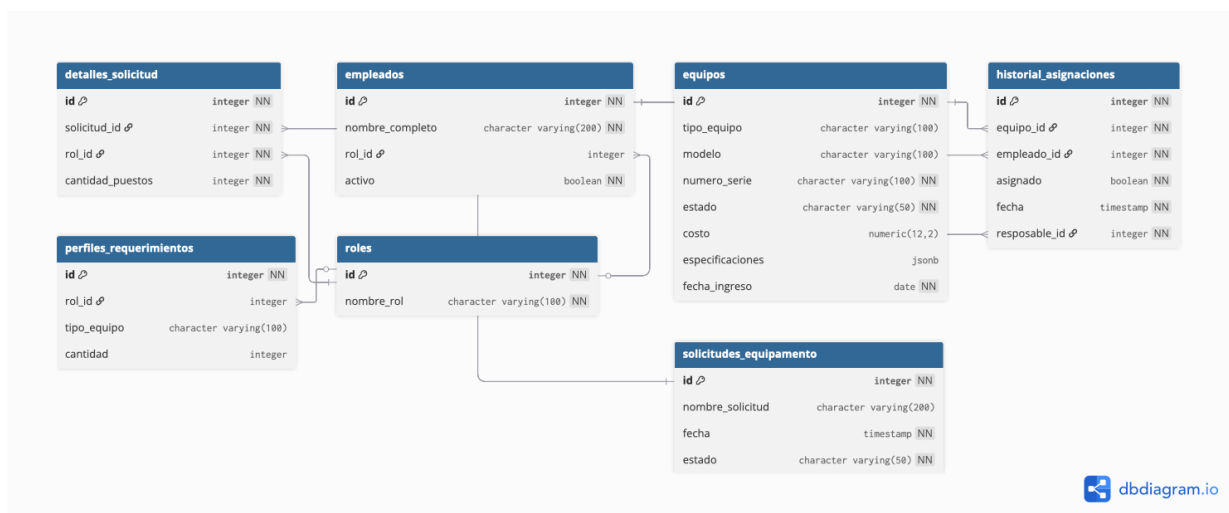 detalles_solicitud
id integer NN
solicitud_id integer NN
rol_id integer NN
cantidad_puestos integer NN
empleados
id integer NN
nombre_completo character varying(200) NN
rol_id integer
activo boolean NN
equipos
id integer NN
tipo_equipo character varying(100)
modelo character varying(100)
numero_serie character varying(100) NN
estado character varying(50) NN
costo numeric(12,2)
especificaciones jsonb
fecha_ingreso date NN
historial_asignaciones
id integer NN
equipo_id integer NN
empleado_id integer NN
asignado boolean NN
fecha timestamp NN
resposable_id integer NN
perfiles_requerimientos
id integer NN
rol_id integer
tipo_equipo character varying(100)
cantidad integer
roles
id integer NN
nombre_rol character varying(100) NN
solicitudes_equipamento
id integer NN
nombre_solicitud character varying(200)
fecha timestamp NN
estado character varying(50) NN
dbdiagram.io